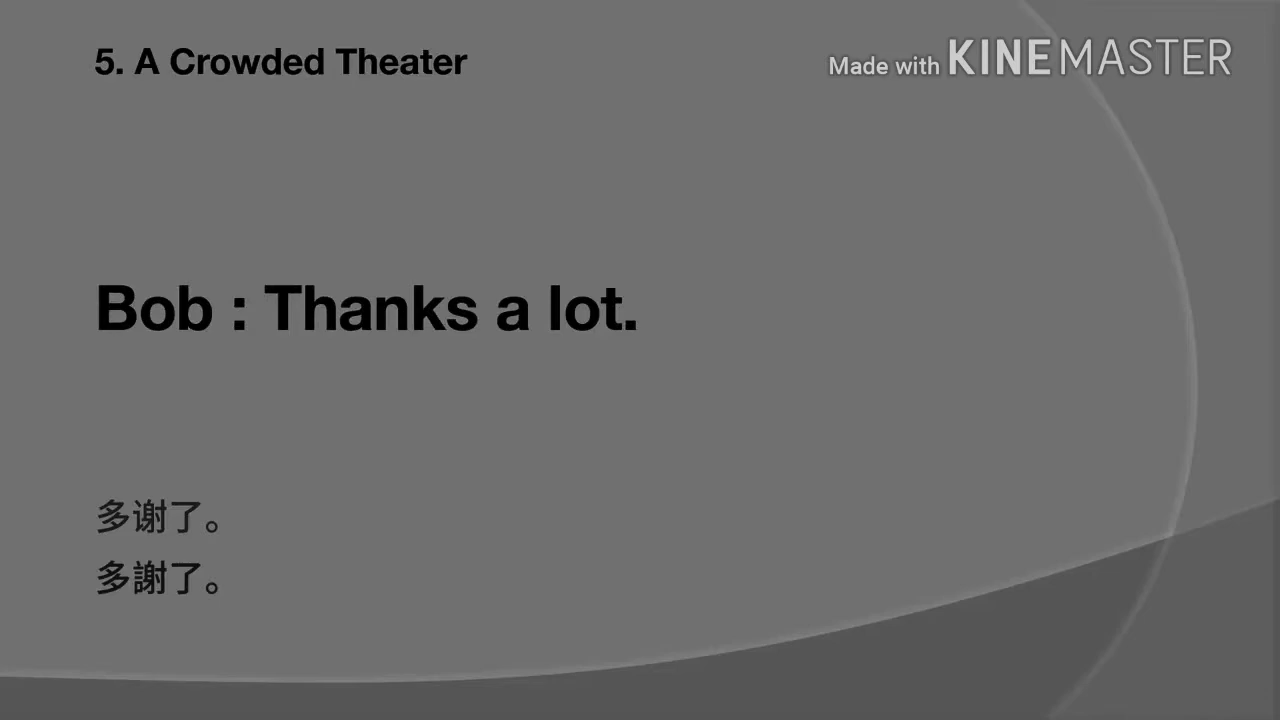 5. A Crowded Theater
Made with KINEMASTER
Bob : Thanks a lot.
多谢了。
多謝了。